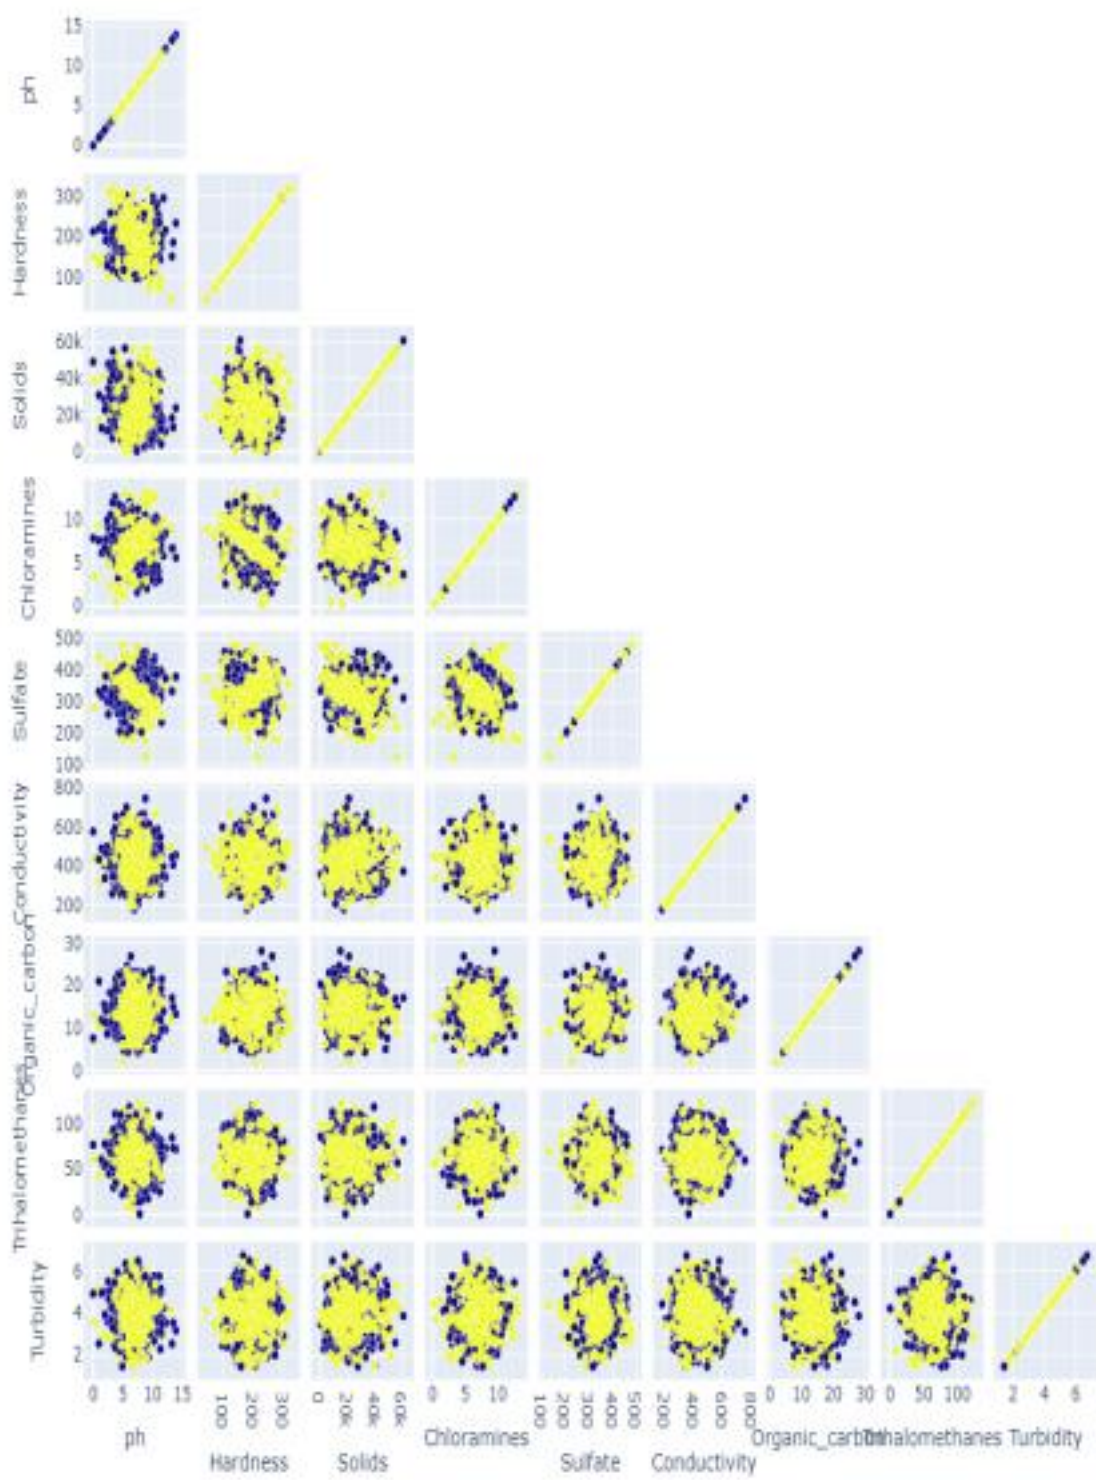 15
10
5
0
ph
300
200
100
Hardness
60k
40k
20k
0
Solids
10
5
0
Chloramines
500
400
300
200
100
Sulfate
800
600
400
200
Conductivity
30
20
10
0
Organic_carbon
100
50
0
Trihalomethanes
6
4
2
Turbidity
0 5 10 15
100 200 300
0 20k 40k 60k
0 5 10
100 200 300 400 500
200 400 600 800
0 10 20 30
0 50 100
2 4 6
ph
Hardness
Solids
Chloramines
Sulfate
Conductivity
Organic_carbon
Trihalomethanes
Turbidity